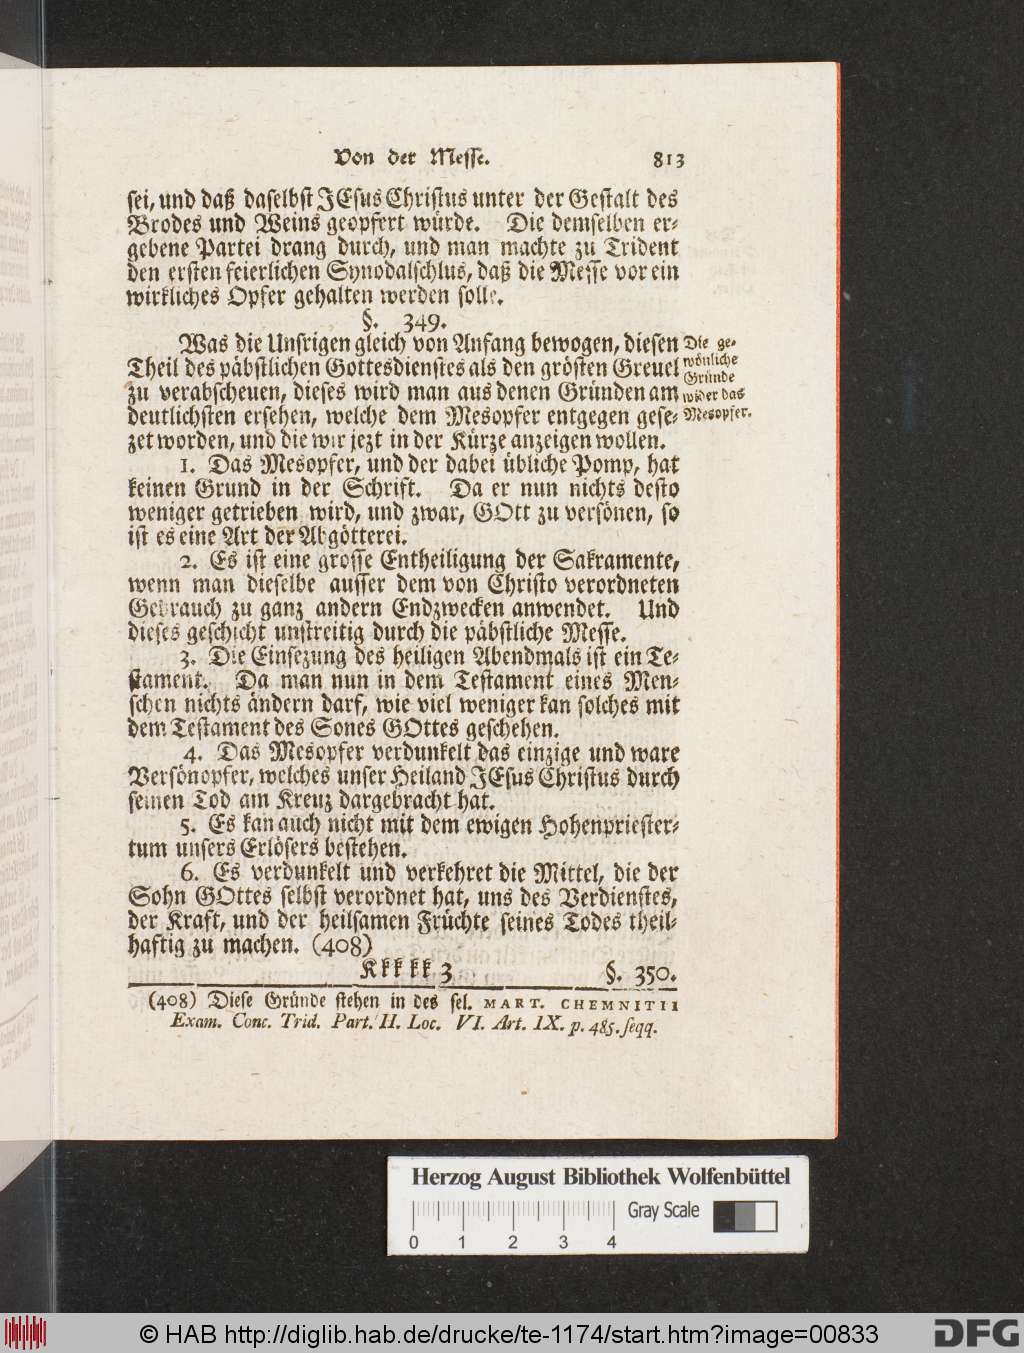 Von der Messe. 813
sei, und daß daselbst JEsus Christus unter der Gestalt des
Brodes und Weins geopfert würde. Die demselben er-
gebene Partei drang durch, und man machte zu Trident
den ersten feierlichen Synodalschlus, daß die Messe vor ein
wirkliches Opfer gehalten werden solle.
§. 349.
Was die Unsrigen gleich von Anfang bewogen, diesen
Theil des päbstlichen Gottesdienstes als den grösten Greuel
zu verabscheuen, dieses wird man aus denen Gründen am
deutlichsten ersehen, welche dem Mesopfer entgegen gese-
zet worden, und die wir jezt in der Kürze anzeigen wollen.
Die ge-
wönliche
Gründe
wider das
Mesopfer.
1. Das Mesopfer, und der dabei übliche Pomp, hat
keinen Grund in der Schrift. Da er nun nichts desto
weniger getrieben wird, und zwar, GOtt zu versönen, so
ist es eine Art der Abgötterei.
2. Es ist eine grosse Entheiligung der Sakramente,
wenn man dieselbe ausser dem von Christo verordneten
Gebrauch zu ganz andern Endzwecken anwendet. Und
dieses geschicht unstreitig durch die päbstliche Messe.
3. Die Einsezung des heiligen Abendmals ist ein Te-
stament. Da man nun in dem Testament eines Men-
schen nichts ändern darf, wie viel weniger kan solches mit
dem Testament des Sones GOttes geschehen.
4. Das Mesopfer verdunkelt das einzige und ware
Versönopfer, welches unser Heiland JEsus Christus durch
seinen Tod am Kreuz dargebracht hat.
5. Es kan auch nicht mit dem ewigen Hohenpriester-
tum unsers Erlösers bestehen.
6. Es verdunkelt und verkehret die Mittel, die der
Sohn GOttes selbst verordnet hat, uns des Verdienstes,
der Kraft, und der heilsamen Früchte seines Todes theil-
haftig zu machen. (408)
Kkk kk 3 §. 350.
(408) Diese Gründe stehen in des sel. MART. CHEMNITII
Exam. Conc. Trid. Part. II. Loc. VI. Art. IX. p. 485. seqq.
Herzog August Bibliothek Wolfenbüttel
Gray Scale
0 1 2 3 4
© HAB http://diglib.hab.de/drucke/te-1174/start.htm?image=00833
DFG